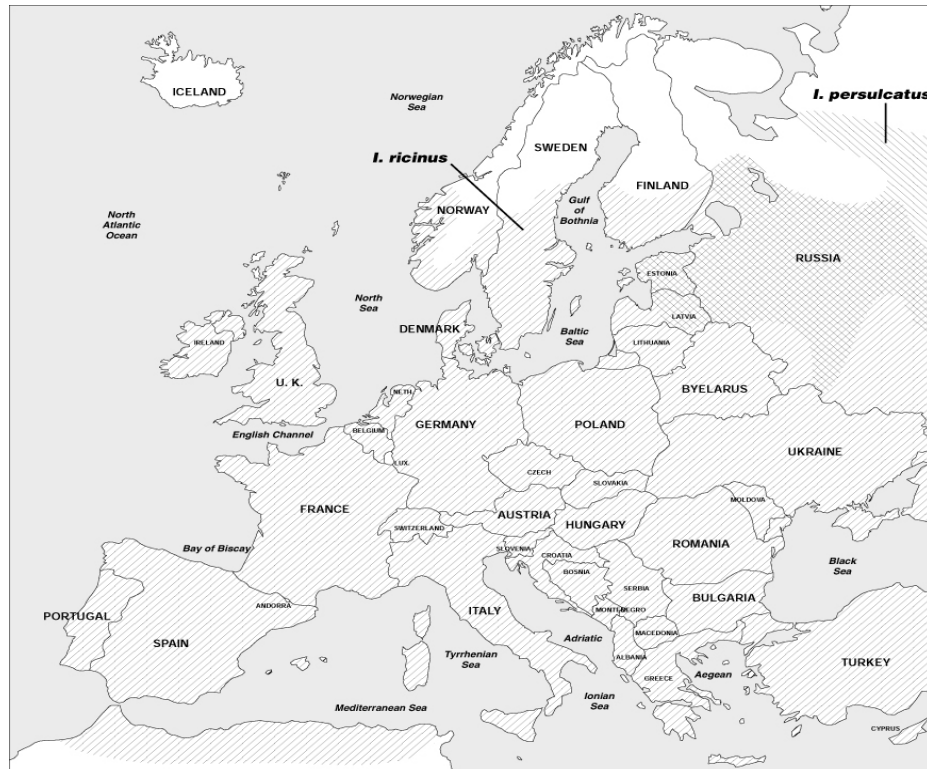 ICELAND
Norwegian
Sea
I. persulcatus
SWEDEN
I. ricinus
FINLAND
NORWAY
Gulf
of
Bothnia
North
Atlantic
Ocean
RUSSIA
ESTONIA
North
Sea
LATVIA
DENMARK
Baltic
Sea
IRELAND
LITHUANIA
U. K.
BYELARUS
NETH.
GERMANY
POLAND
BELGIUM
English Channel
UKRAINE
LUX.
CZECH
SLOVAKIA
MOLDOVA
FRANCE
AUSTRIA
HUNGARY
SWITZERLAND
ROMANIA
Bay of Biscay
SLOVENIA
CROATIA
Black
Sea
BOSNIA
SERBIA
BULGARIA
ANDORRA
ITALY
MONTENEGRO
PORTUGAL
MACEDONIA
SPAIN
Adriatic
Tyrrhenian
Sea
ALBANIA
TURKEY
GREECE
Aegean
Ionian
Sea
Mediterranean Sea
CYPRUS